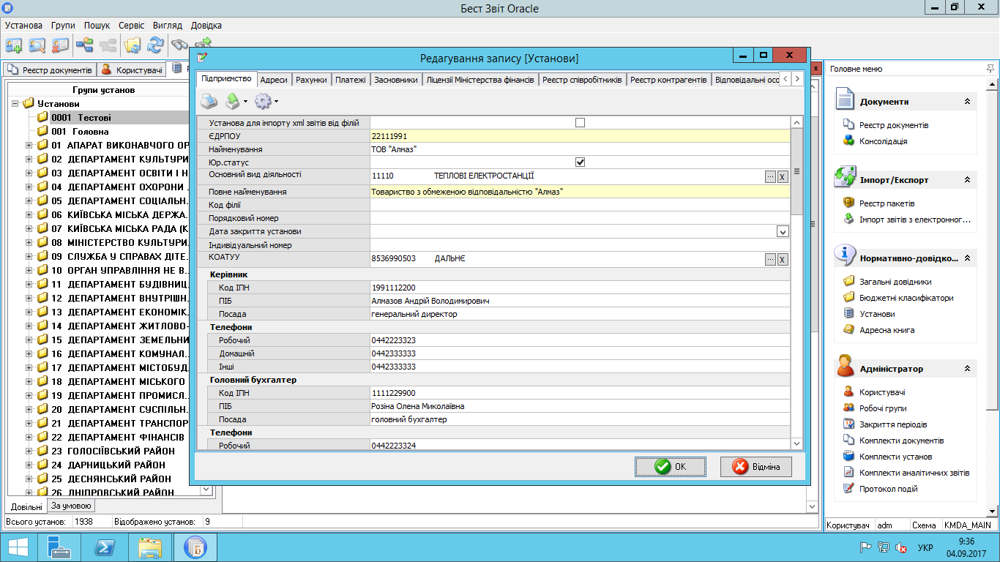 Бест Звіт Oracle
Установа Групи Пошук Сервіс Вигляд Довідка
Реєстр документів
Користувачі
Групи установ
Установи
0001 Тестові
001 Головна
01 АПАРАТ ВИКОНАВЧОГО ОР
02 ДЕПАРТАМЕНТ КУЛЬТУРИ
03 ДЕПАРТАМЕНТ ОСВІТИ І Н
04 ДЕПАРТАМЕНТ ОХОРОНИ ..
05 ДЕПАРТАМЕНТ СОЦІАЛЬН..
06 КИЇВСЬКА МІСЬКА ДЕРЖА..
07 КИЇВСЬКА МІСЬКА РАДА (К
08 МІНІСТЕРСТВО КУЛЬТУРИ..
09 СЛУЖБА У СПРАВАХ ДІТЕ..
10 ОРГАН УПРАВЛІННЯ НЕ В..
11 ДЕПАРТАМЕНТ БУДІВНИЦ..
12 ДЕПАРТАМЕНТ ВНУТРІШН..
13 ДЕПАРТАМЕНТ ЕКОНОМІК..
14 ДЕПАРТАМЕНТ ЖИТЛОВО-
15 ДЕПАРТАМЕНТ ЗЕМЕЛЬНИ
16 ДЕПАРТАМЕНТ КОМУНАЛ..
17 ДЕПАРТАМЕНТ МІСТОБУД..
18 ДЕПАРТАМЕНТ МІСЬКОГО
19 ДЕПАРТАМЕНТ ПРОМИСЛ..
20 ДЕПАРТАМЕНТ СУСПІЛЬН..
21 ДЕПАРТАМЕНТ ТРАНСПОР
22 ДЕПАРТАМЕНТ ФІНАНСІВ
23 ГОЛОСІЇВСЬКИЙ РАЙОН
24 ДАРНИЦЬКИЙ РАЙОН
25 ДЕСНЯНСЬКИЙ РАЙОН
26 ДНІПРОВСЬКИЙ РАЙОН
Довільні За умовою
Всього установ: 1938 Відображено установ: 9
Редагування запису [Установи]
Підприємство Адреси Рахунки Платежі Засновники Ліцензії Міністерства фінансів Реєстр співробітників Реєстр контрагентів Відповідальні осо
Установа для імпорту xml звітів від філій
ЄДРПОУ 22111991
Найменування ТОВ "Алмаз"
Юр.статус
Основний вид діяльності 11110 ТЕПЛОВІ ЕЛЕКТРОСТАНЦІЇ ... X
Повне найменування Товариство з обмеженою відповідальністю "Алмаз"
Код філії
Порядковий номер
Дата закриття установи
Індивідуальний номер
КОАТУУ 8536990503 ДАЛЬНЄ ... X
Керівник
Код ІПН 1991112200
ПІБ Алмазов Андрій Володимирович
Посада генеральний директор
Телефони
Робочий 0442223323
Домашній 0442333333
Інші 0442333333
Головний бухгалтер
Код ІПН 1111229900
ПІБ Розіна Олена Миколаївна
Посада головний бухгалтер
Телефони
Робочий 0442223324
OK Відміна
Головне меню
Документи
Реєстр документів
Консолідація
Імпорт/Експорт
Реєстр пакетів
Імпорт звітів з електронног...
Нормативно-довідко...
Загальні довідники
Бюджетні класифікатори
Установи
Адресна книга
Адміністратор
Користувачі
Робочі групи
Закриття періодів
Комплекти документів
Комплекти установ
Комплекти аналітичних звітів
Протокол подій
Користувач adm Схема KMDA_MAIN
УКР
9:36
04.09.2017